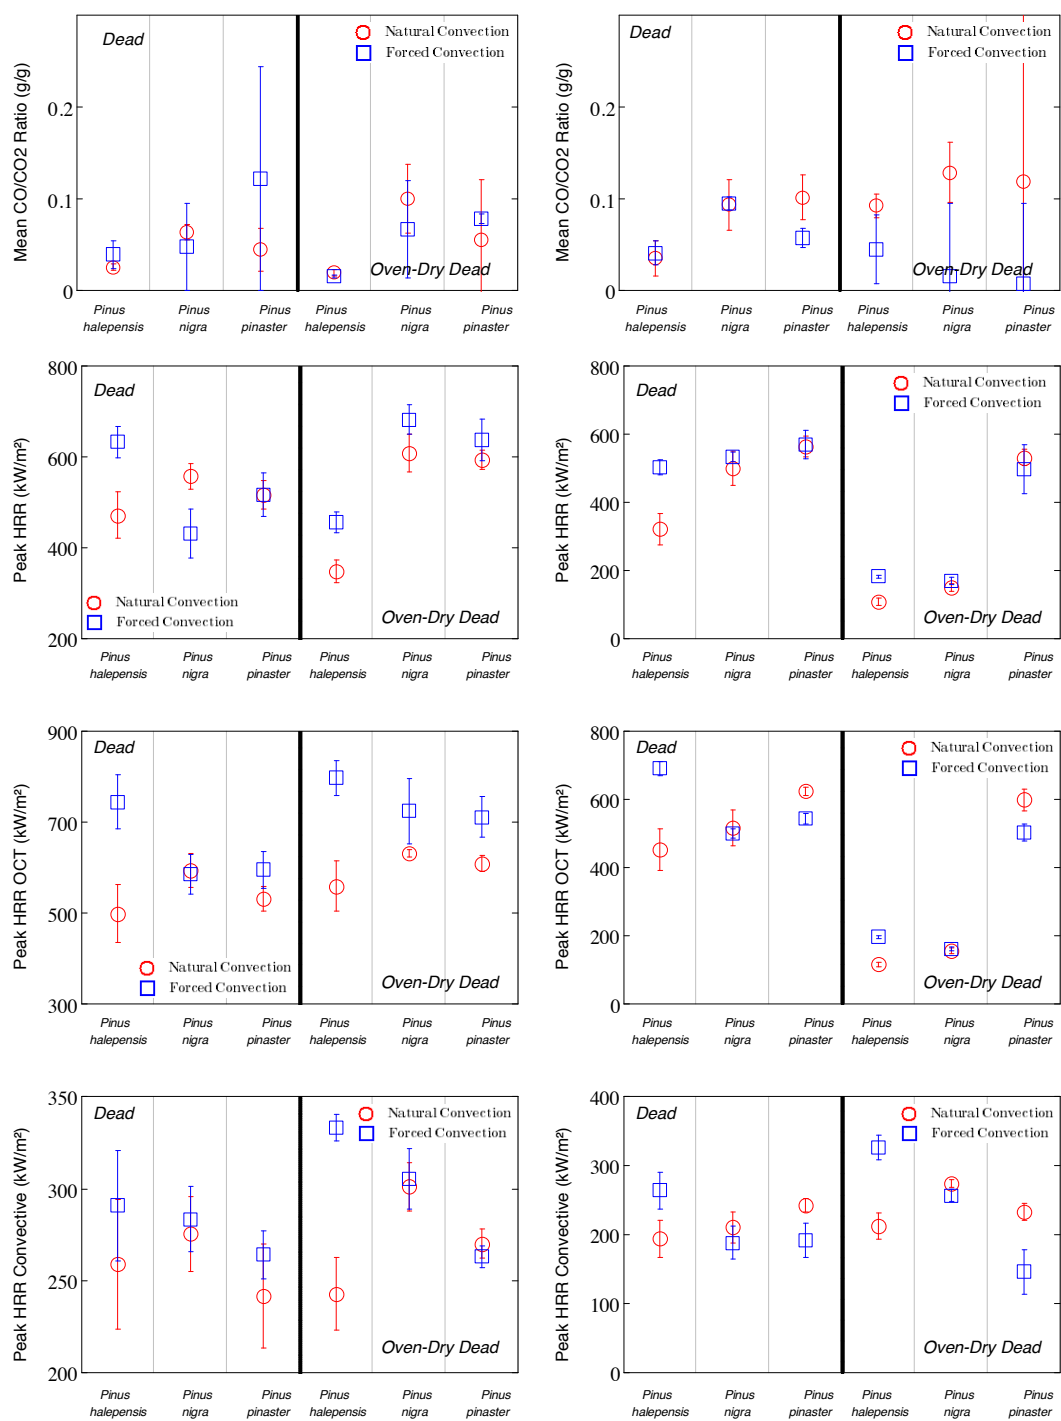 Dead
Natural Convection
Forced Convection
Mean CO/CO2 Ratio (g/g)
0.2
0.1
0
Oven-Dry Dead
Pinus halepensis
Pinus nigra
Pinus pinaster
Pinus halepensis
Pinus nigra
Pinus pinaster
Dead
Natural Convection
Forced Convection
Mean CO/CO2 Ratio (g/g)
0.2
0.1
0
Oven-Dry Dead
Pinus halepensis
Pinus nigra
Pinus pinaster
Pinus halepensis
Pinus nigra
Pinus pinaster
Dead
Peak HRR (kW/m²)
800
600
400
200
Natural Convection
Forced Convection
Oven-Dry Dead
Pinus halepensis
Pinus nigra
Pinus pinaster
Pinus halepensis
Pinus nigra
Pinus pinaster
Dead
Natural Convection
Forced Convection
Peak HRR (kW/m²)
800
600
400
200
0
Oven-Dry Dead
Pinus halepensis
Pinus nigra
Pinus pinaster
Pinus halepensis
Pinus nigra
Pinus pinaster
Dead
Peak HRR OCT (kW/m²)
900
700
500
300
Natural Convection
Forced Convection
Oven-Dry Dead
Pinus halepensis
Pinus nigra
Pinus pinaster
Pinus halepensis
Pinus nigra
Pinus pinaster
Dead
Natural Convection
Forced Convection
Peak HRR OCT (kW/m²)
800
600
400
200
0
Oven-Dry Dead
Pinus halepensis
Pinus nigra
Pinus pinaster
Pinus halepensis
Pinus nigra
Pinus pinaster
Dead
Natural Convection
Forced Convection
Peak HRR Convective (kW/m²)
350
300
250
200
Oven-Dry Dead
Pinus halepensis
Pinus nigra
Pinus pinaster
Pinus halepensis
Pinus nigra
Pinus pinaster
Dead
Natural Convection
Forced Convection
Peak HRR Convective (kW/m²)
400
300
200
100
0
Oven-Dry Dead
Pinus halepensis
Pinus nigra
Pinus pinaster
Pinus halepensis
Pinus nigra
Pinus pinaster